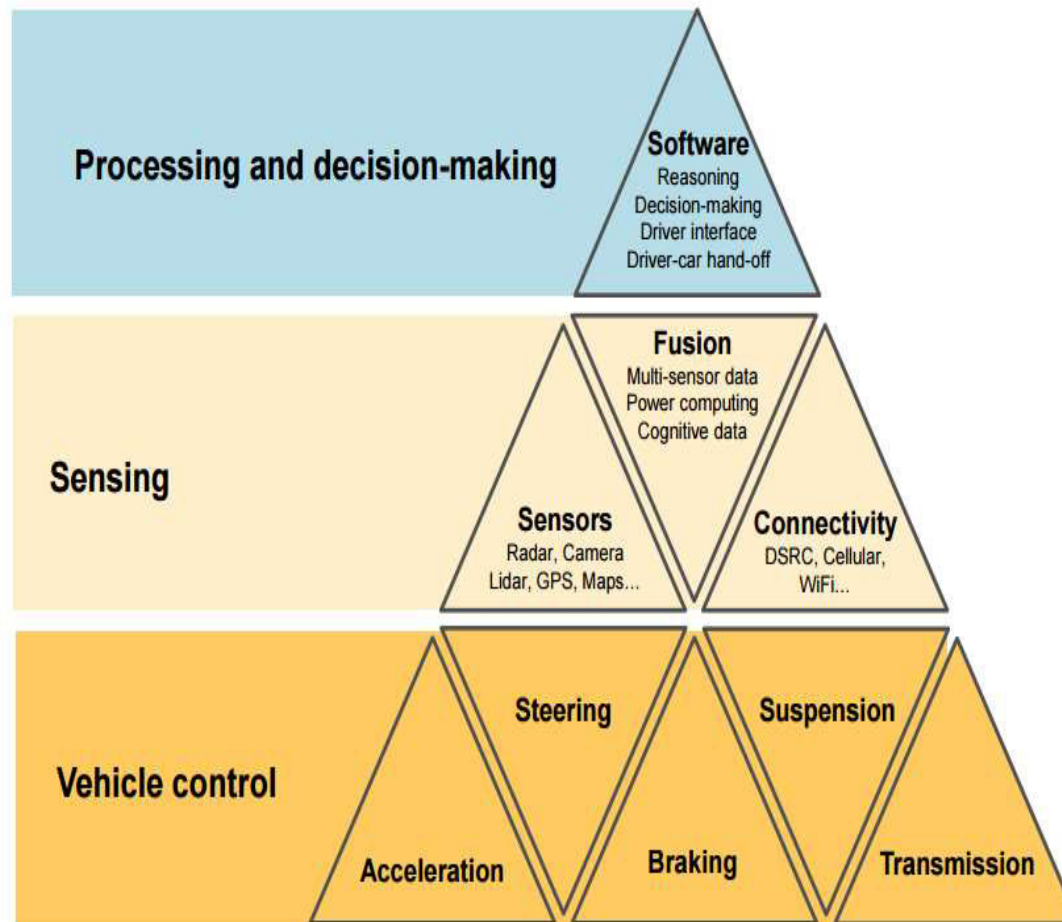 Processing and decision-making
Software
Reasoning
Decision-making
Driver interface
Driver-car hand-off
Sensing
Fusion
Multi-sensor data
Power computing
Cognitive data
Sensors
Radar, Camera
Lidar, GPS, Maps...
Connectivity
DSRC, Cellular,
WiFi...
Vehicle control
Steering
Suspension
Acceleration
Braking
Transmission